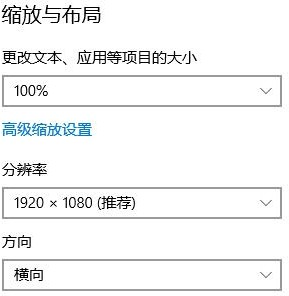 缩放与布局
更改文本、应用等项目的大小
100%
高级缩放设置
分辨率
1920 × 1080 (推荐)
方向
横向